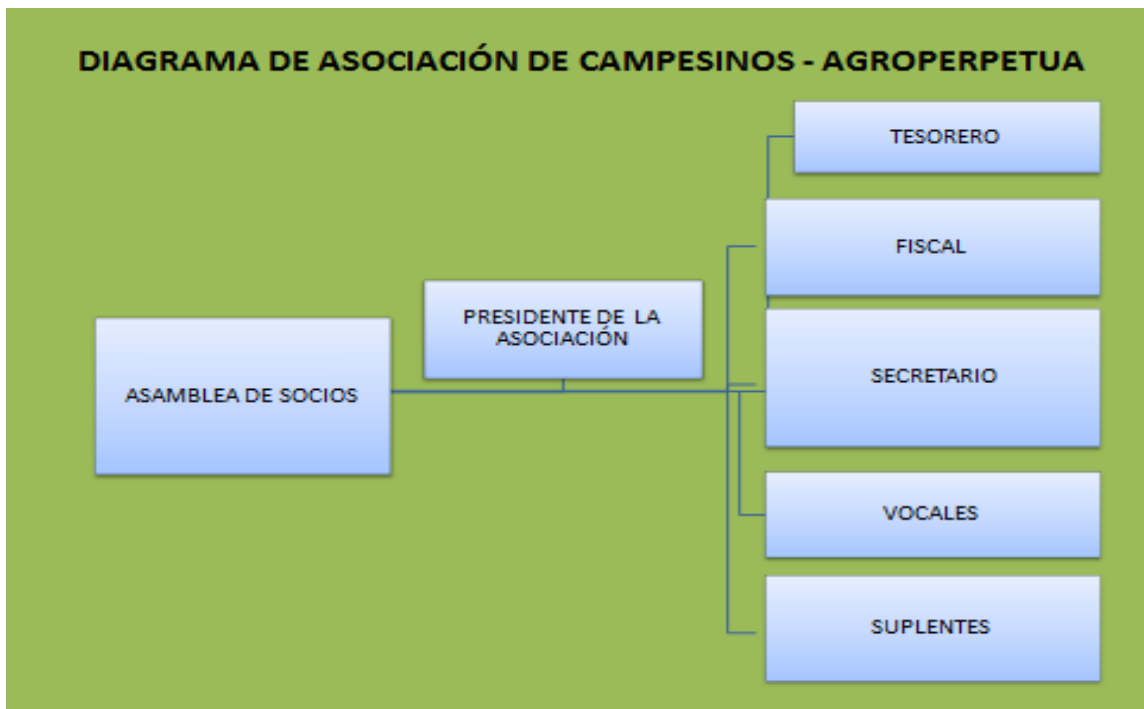 DIAGRAMA DE ASOCIACIÓN DE CAMPESINOS - AGROPERPETUA
TESORERO
FISCAL
PRESIDENTE DE LA
ASOCIACIÓN
ASAMBLEA DE SOCIOS
SECRETARIO
VOCALES
SUPLENTES